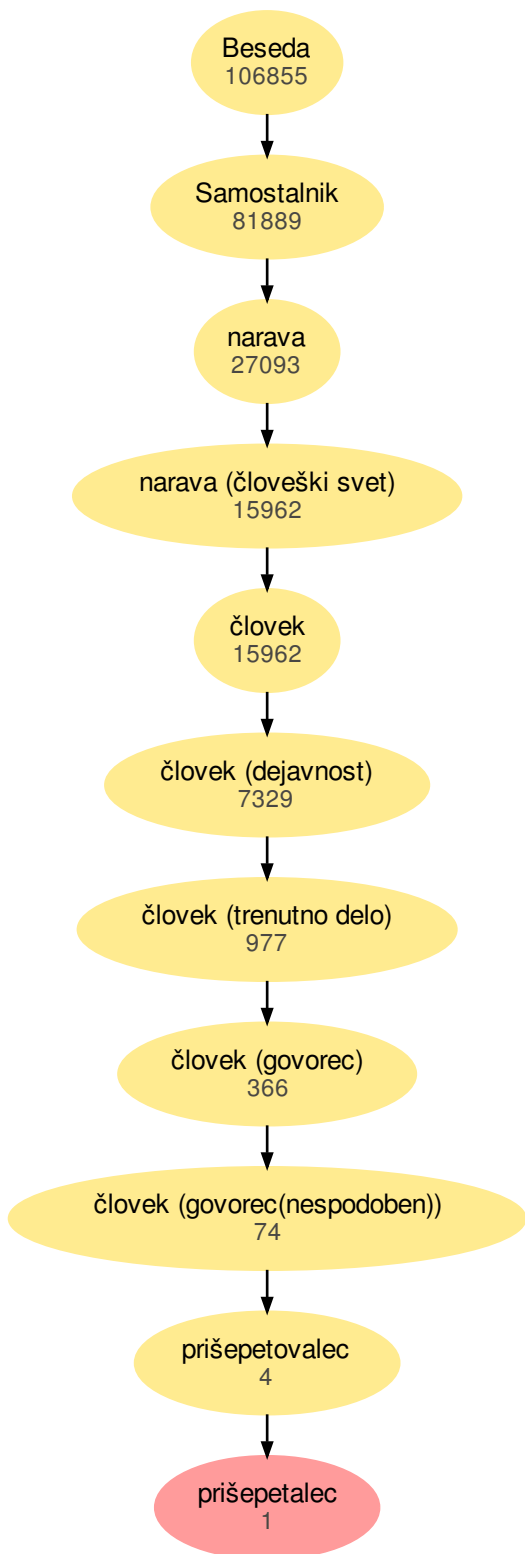 Beseda
106855
Samostalnik
81889
narava
27093
narava (človeški svet)
15962
človek
15962
človek (dejavnost)
7329
človek (trenutno delo)
977
človek (govorec)
366
človek (govorec(nespodoben))
74
prišepetovalec
4
prišepetalec
1